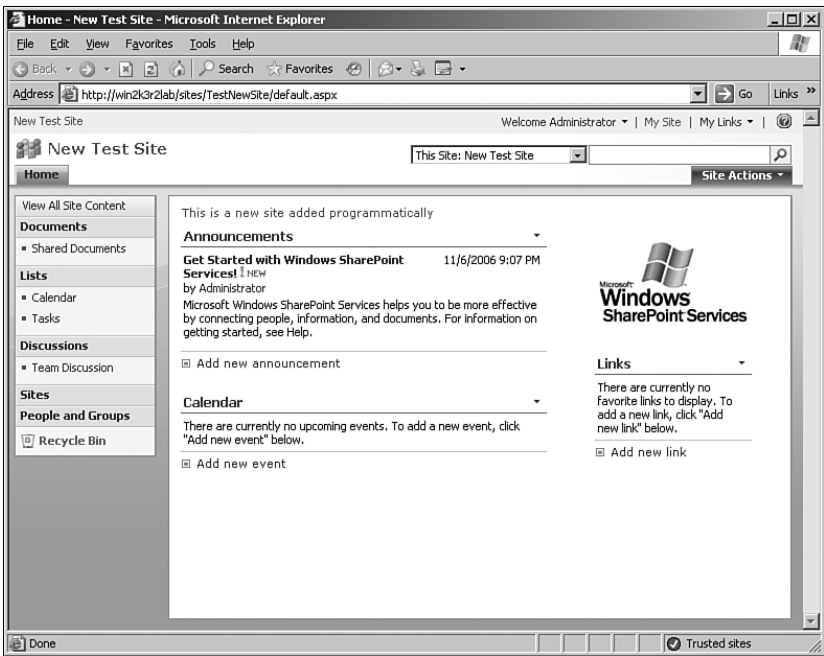 Home - New Test Site - Microsoft Internet Explorer
File Edit View Favorites Tools Help
Back Search Favorites
Address http://win2k3r2lab/sites/TestNewSite/default.aspx Go Links »
New Test Site Welcome Administrator | My Site | My Links |
New Test Site This Site: New Test Site
Home Site Actions
View All Site Content
Documents
Shared Documents
Lists
Calendar
Tasks
Discussions
Team Discussion
Sites
People and Groups
Recycle Bin
This is a new site added programmatically
Announcements
Get Started with Windows SharePoint 11/6/2006 9:07 PM
Services! ! NEW
by Administrator
Microsoft Windows SharePoint Services helps you to be more effective
by connecting people, information, and documents. For information on
getting started, see Help.
Add new announcement
Calendar
There are currently no upcoming events. To add a new event, click
"Add new event" below.
Add new event
Microsoft
Windows
SharePoint Services
Links
There are currently no
favorite links to display. To
add a new link, click "Add
new link" below.
Add new link
Done Trusted sites